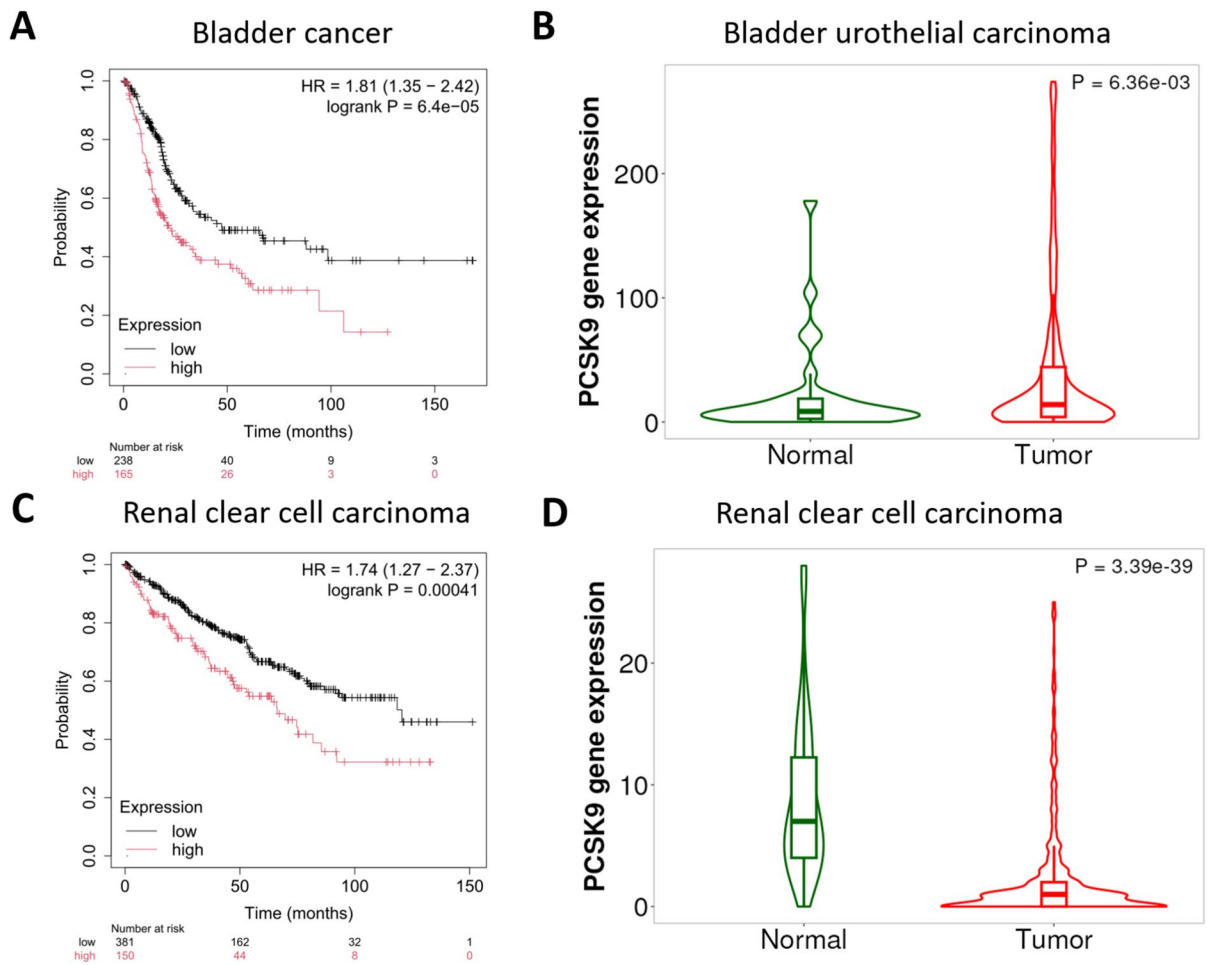 A
Bladder cancer
HR = 1.81 (1.35 − 2.42)
logrank P = 6.4e−05
Probability
1.0
0.8
0.6
0.4
0.2
0.0
Expression
low
high
0
50
100
150
Time (months)
Number at risk
low 238 40 9 3
high 165 26 3 0
B
Bladder urothelial carcinoma
P = 6.36e-03
PCSK9 gene expression
200
100
0
Normal
Tumor
C
Renal clear cell carcinoma
HR = 1.74 (1.27 − 2.37)
logrank P = 0.00041
Probability
1.0
0.8
0.6
0.4
0.2
0.0
Expression
low
high
0
50
100
150
Time (months)
Number at risk
low 381 162 32 1
high 150 44 8 0
D
Renal clear cell carcinoma
P = 3.39e-39
PCSK9 gene expression
20
10
0
Normal
Tumor